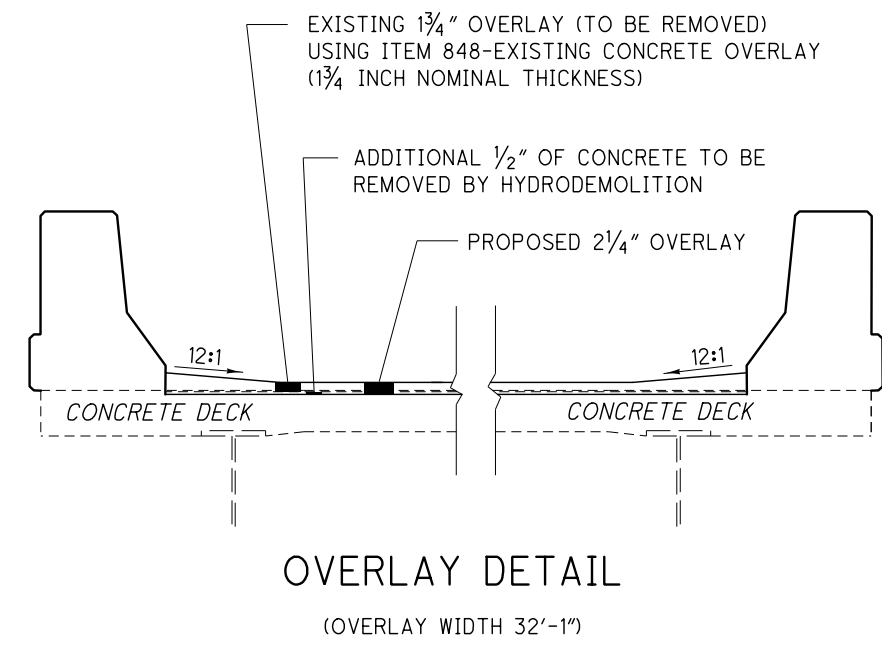 EXISTING 1¾" OVERLAY (TO BE REMOVED)
USING ITEM 848-EXISTING CONCRETE OVERLAY
(1¾ INCH NOMINAL THICKNESS)
ADDITIONAL ½" OF CONCRETE TO BE
REMOVED BY HYDRODEMOLITION
PROPOSED 2¼" OVERLAY
12:1
12:1
CONCRETE DECK
CONCRETE DECK
OVERLAY DETAIL
(OVERLAY WIDTH 32'-1")